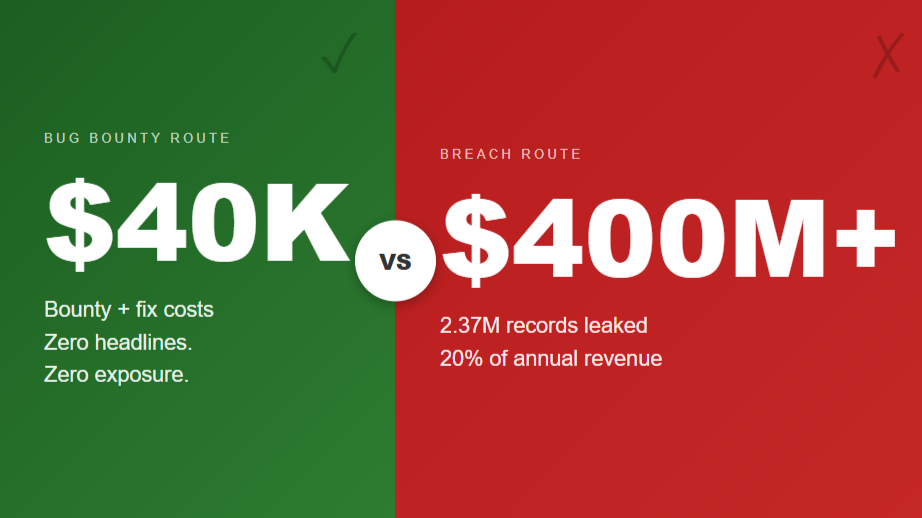 ✓
BUG BOUNTY ROUTE
$40K
Bounty + fix costs
Zero headlines.
Zero exposure.
VS
✗
BREACH ROUTE
$400M+
2.37M records leaked
20% of annual revenue